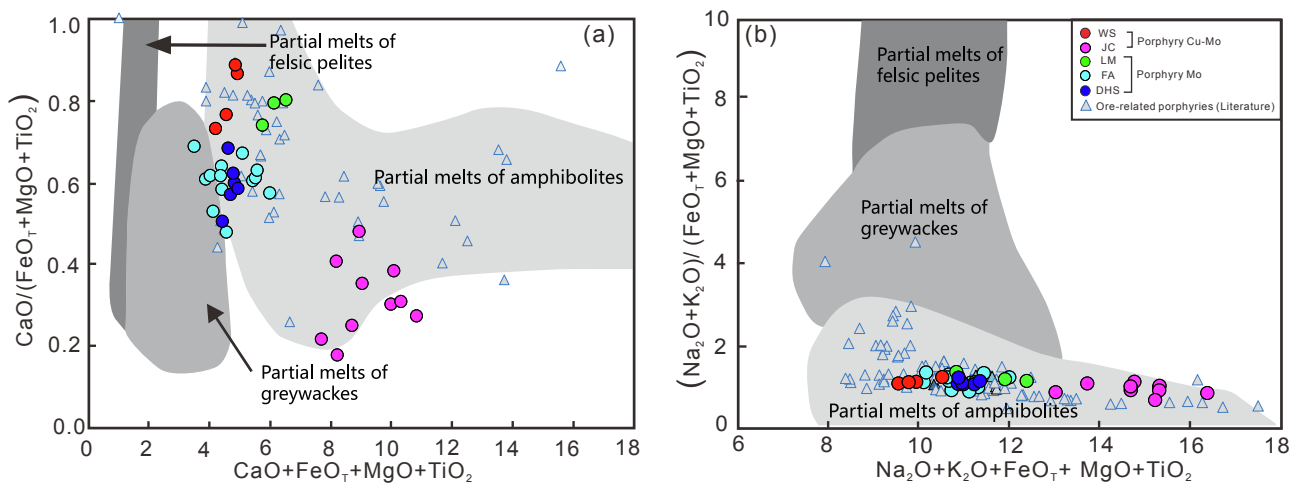 (a)
1.0
0.8
0.6
0.4
0.2
0.0
CaO/(FeO_T+MgO+TiO₂)
Partial melts of
felsic pelites
Partial melts of amphibolites
Partial melts of
greywackes
0 2 4 6 8 10 12 14 16 18
CaO+FeO_T+MgO+TiO₂
(b)
10
8
6
4
2
0
(Na₂O+K₂O)/(FeO_T+MgO+TiO₂)
Partial melts of
felsic pelites
Partial melts of
greywackes
Partial melts of amphibolites
WS
JC
Porphyry Cu-Mo
LM
FA
DHS
Porphyry Mo
Ore-related porphyries (Literature)
6 8 10 12 14 16 18
Na₂O+K₂O+FeO_T+ MgO+TiO₂